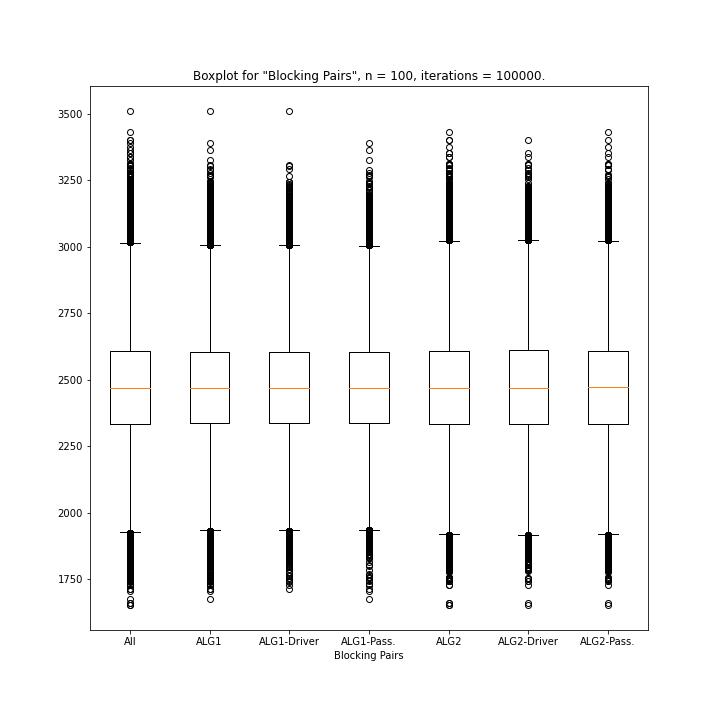 Boxplot for "Blocking Pairs", n = 100, iterations = 100000.
3500
3250
3000
2750
2500
2250
2000
1750
All ALG1 ALG1-Driver ALG1-Pass. ALG2 ALG2-Driver ALG2-Pass.
Blocking Pairs